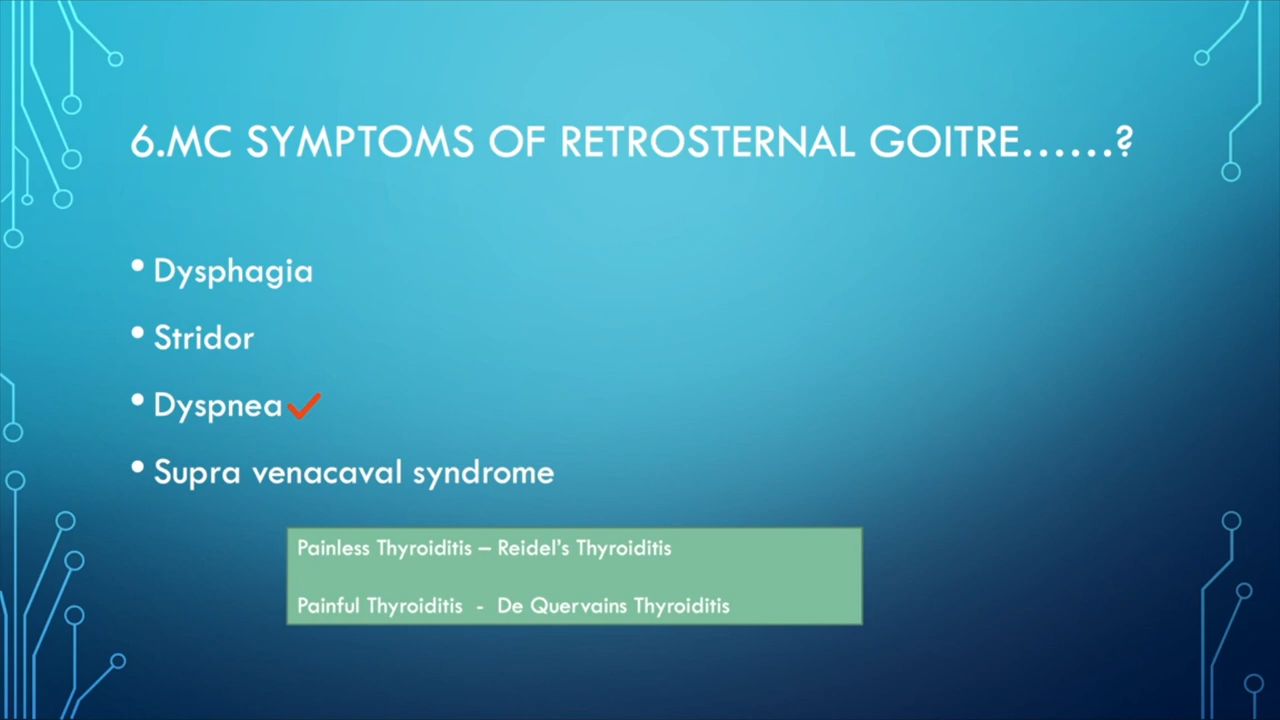 6.MC SYMPTOMS OF RETROSTERNAL GOITRE......?
• Dysphagia
• Stridor
• Dyspnea
• Supra venacaval syndrome
Painless Thyroiditis – Reidel's Thyroiditis
Painful Thyroiditis - De Quervains Thyroiditis